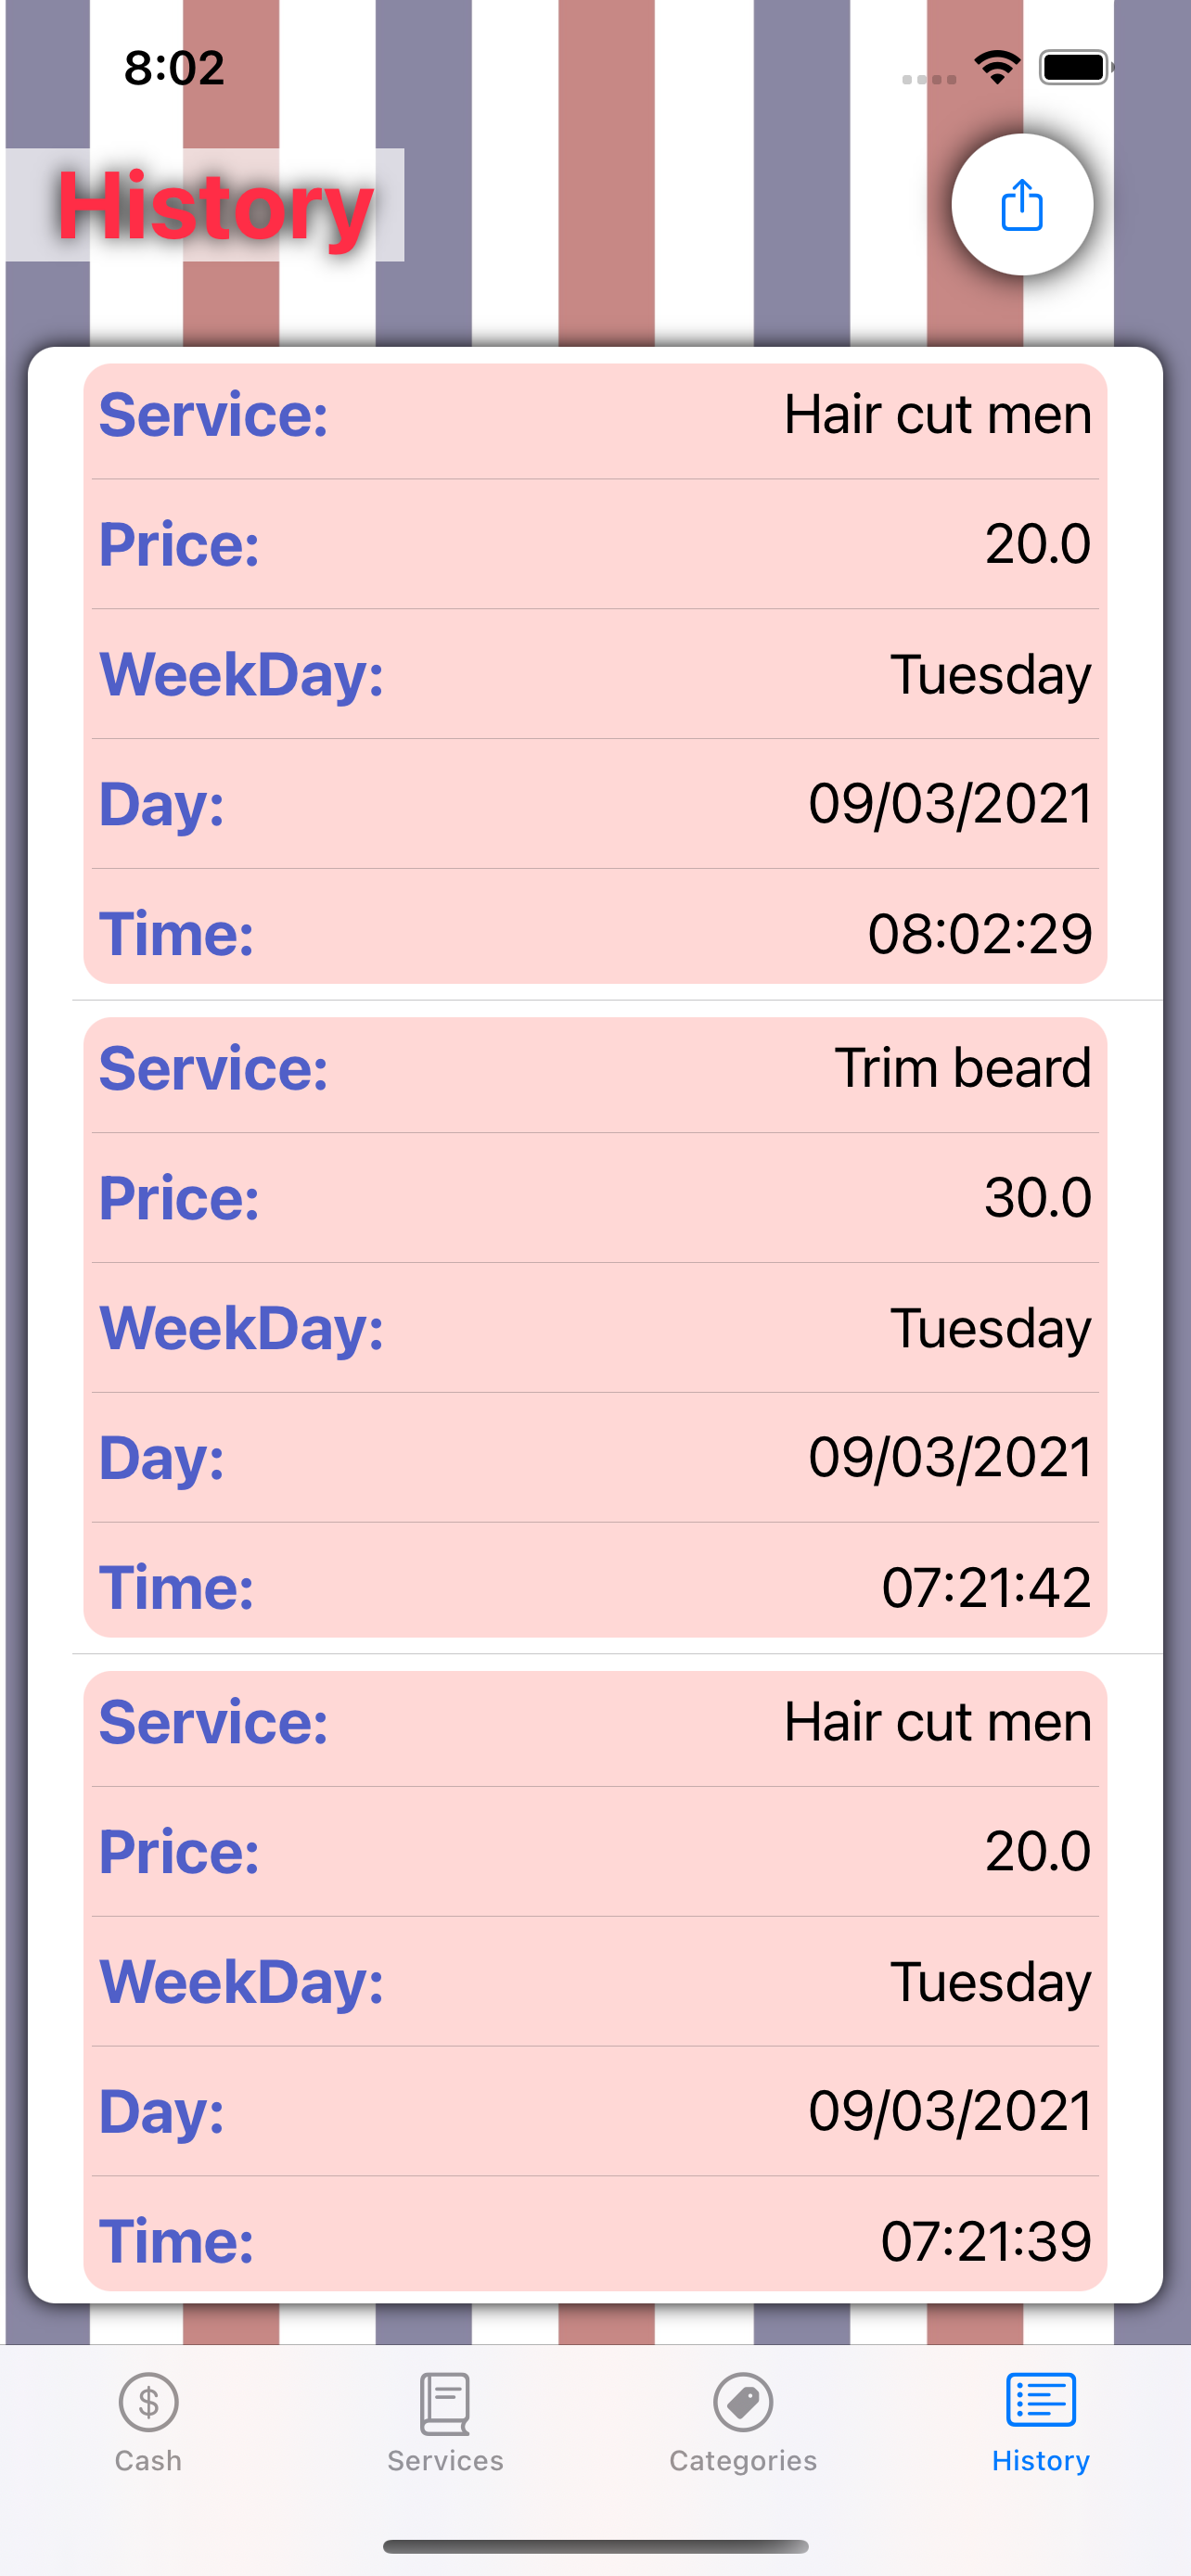 8:02
History
Service: Hair cut men
Price: 20.0
WeekDay: Tuesday
Day: 09/03/2021
Time: 08:02:29
Service: Trim beard
Price: 30.0
WeekDay: Tuesday
Day: 09/03/2021
Time: 07:21:42
Service: Hair cut men
Price: 20.0
WeekDay: Tuesday
Day: 09/03/2021
Time: 07:21:39
$
Cash Services Categories History